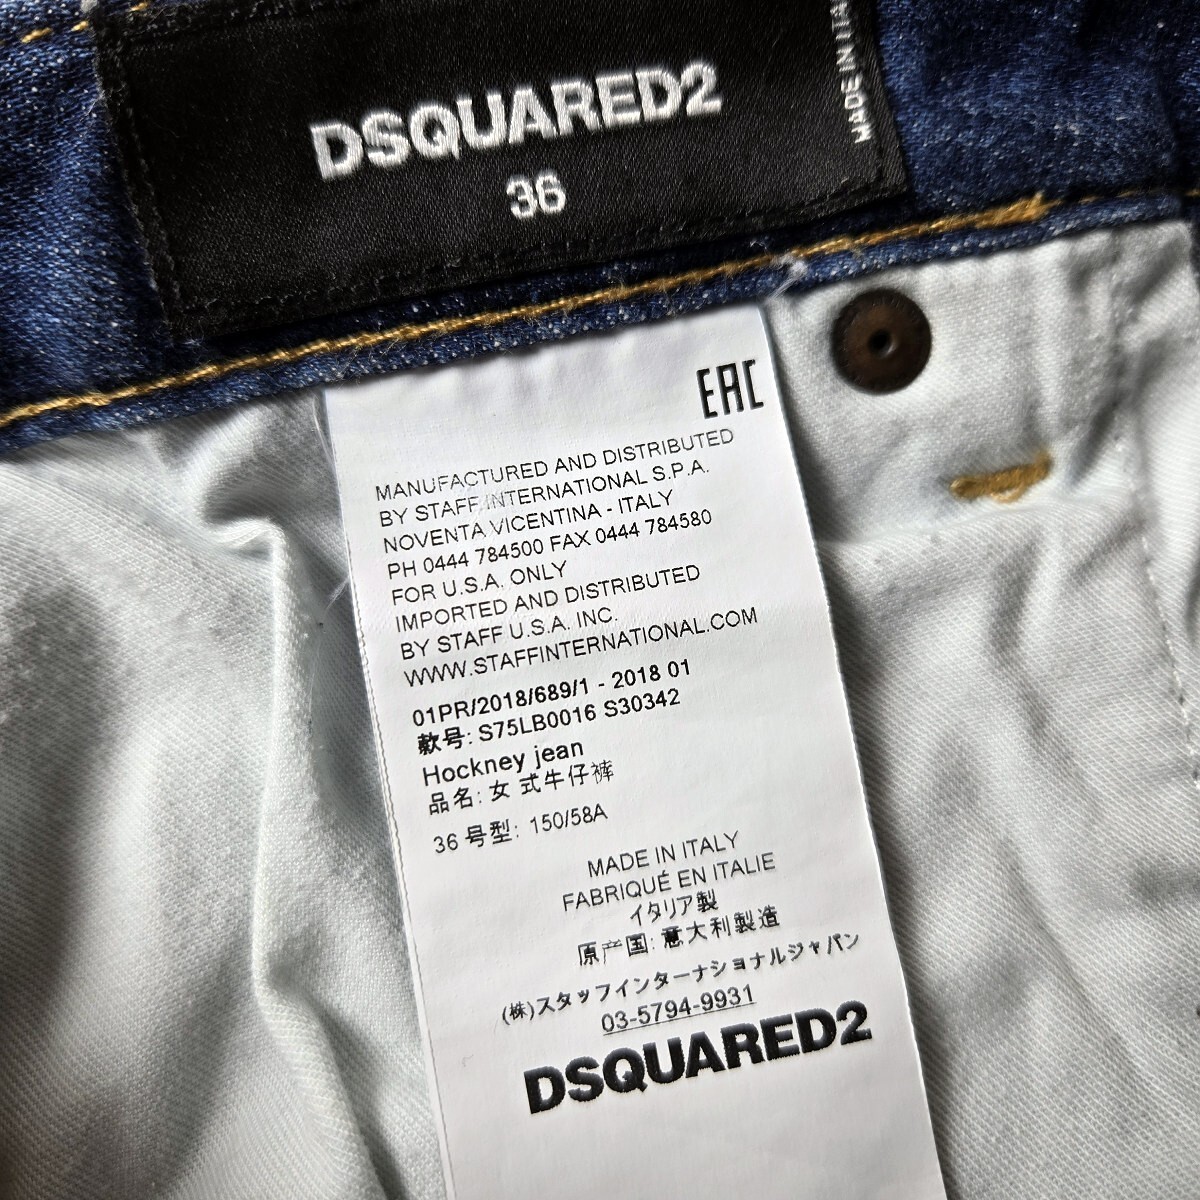 DSQUARED2
36
MADE IN
EAC
MANUFACTURED AND DISTRIBUTED
BY STAFF INTERNATIONAL S.P.A.
NOVENTA VICENTINA - ITALY
PH 0444 784500 FAX 0444 784580
FOR U.S.A. ONLY
IMPORTED AND DISTRIBUTED
BY STAFF U.S.A. INC.
WWW.STAFFINTERNATIONAL.COM
01PR/2018/689/1 - 2018 01
款号: S75LB0016 S30342
Hockney jean
品名: 女 式牛仔裤
36 号型: 150/58A
MADE IN ITALY
FABRIQUÉ EN ITALIE
イタリア製
原产国: 意大利製造
(株)スタッフインターナショナルジャパン
03-5794-9931
DSQUARED2